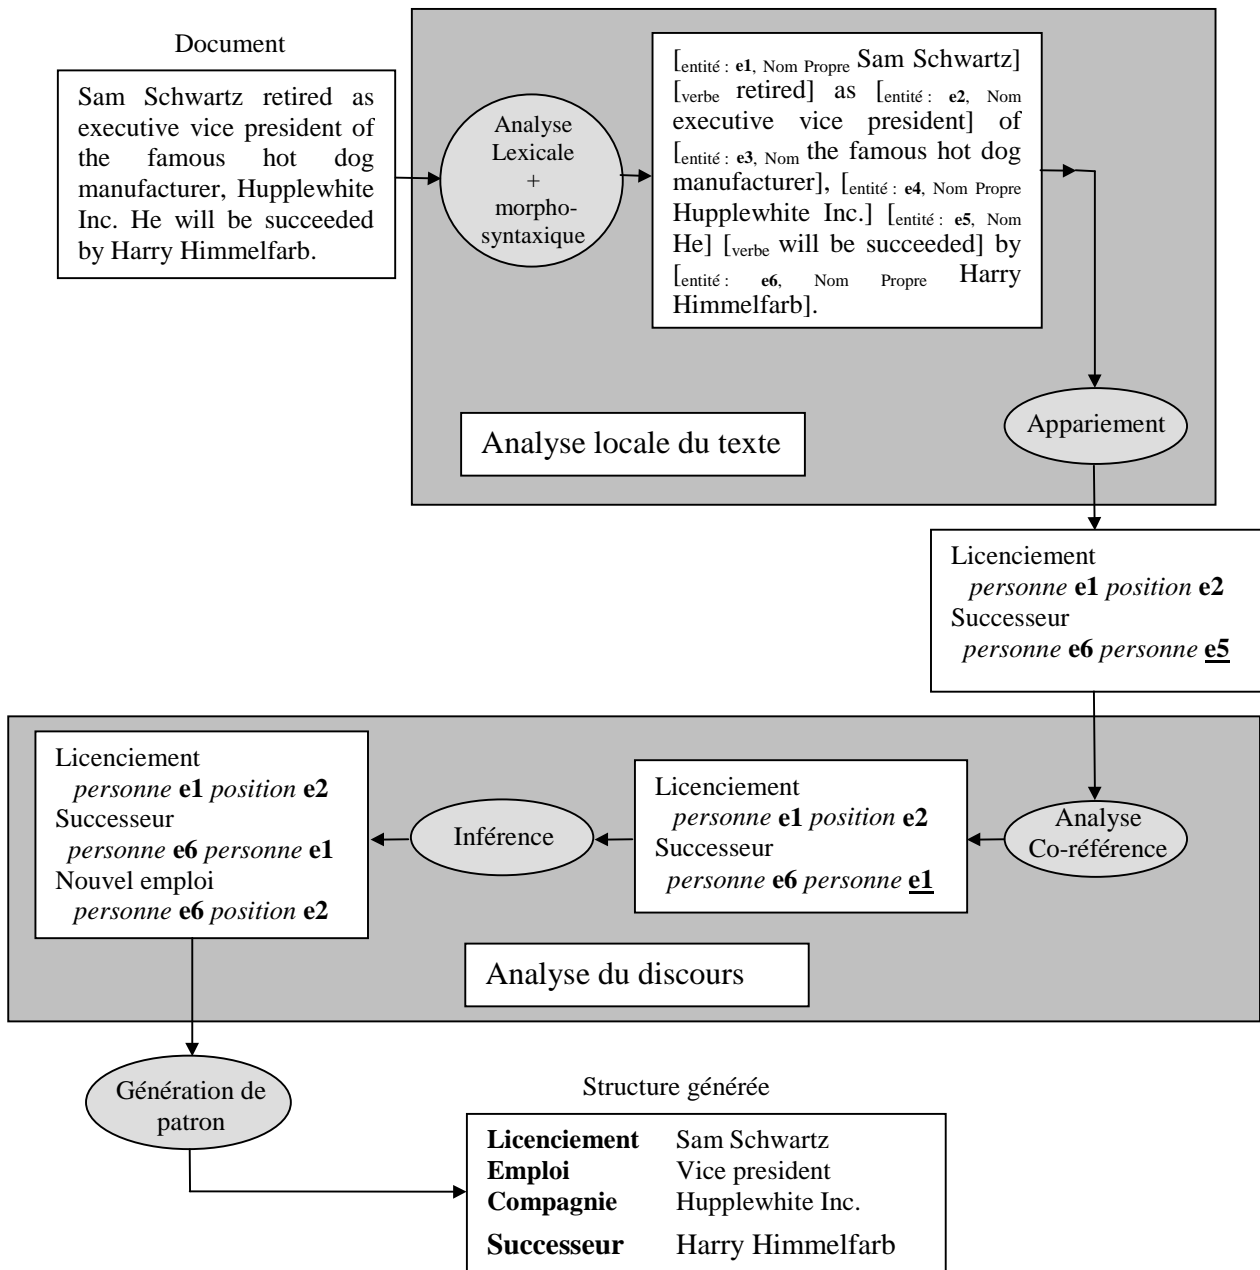 Document
Sam Schwartz retired as
executive vice president of
the famous hot dog
manufacturer, Hupplewhite
Inc. He will be succeeded
by Harry Himmelfarb.
Analyse
Lexicale
+
morpho-
syntaxique
[entité : e1, Nom Propre Sam Schwartz]
[verbe retired] as [entité : e2, Nom
executive vice president] of
[entité : e3, Nom the famous hot dog
manufacturer], [entité : e4, Nom Propre
Hupplewhite Inc.] [entité : e5, Nom
He] [verbe will be succeeded] by
[entité : e6, Nom Propre Harry
Himmelfarb].
Analyse locale du texte
Appariement
Licenciement
personne e1 position e2
Successeur
personne e6 personne e5
Analyse
Co-référence
Licenciement
personne e1 position e2
Successeur
personne e6 personne e1
Inférence
Licenciement
personne e1 position e2
Successeur
personne e6 personne e1
Nouvel emploi
personne e6 position e2
Analyse du discours
Génération de
patron
Structure générée
Licenciement Sam Schwartz
Emploi Vice president
Compagnie Hupplewhite Inc.
Successeur Harry Himmelfarb